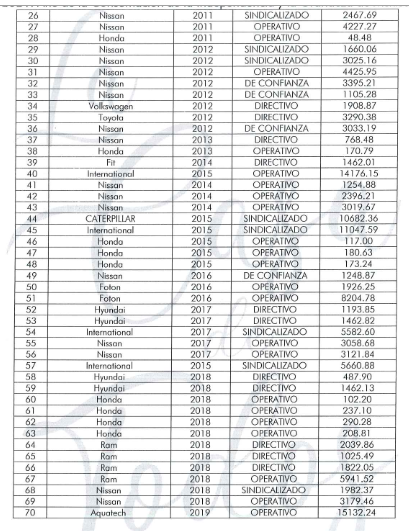 26 Nissan 2011 SINDICALIZADO 2467.69
27 Nissan 2011 OPERATIVO 4227.27
28 Honda 2011 OPERATIVO 48.48
29 Nissan 2012 SINDICALIZADO 1660.06
30 Nissan 2012 SINDICALIZADO 3025.16
31 Nissan 2012 OPERATIVO 4425.95
32 Nissan 2012 DE CONFIANZA 3395.21
33 Nissan 2012 DE CONFIANZA 1105.28
34 Volkswagen 2012 DIRECTIVO 1908.87
35 Toyota 2012 DIRECTIVO 3290.38
36 Nissan 2012 DE CONFIANZA 3033.19
37 Nissan 2013 DIRECTIVO 768.48
38 Honda 2013 OPERATIVO 170.79
39 Fit 2014 DIRECTIVO 1462.01
40 International 2014 OPERATIVO 14176.15
41 Nissan 2014 OPERATIVO 1254.88
42 Nissan 2014 OPERATIVO 2396.21
43 Nissan 2014 OPERATIVO 3019.67
44 CATERPILLAR 2015 SINDICALIZADO 10682.36
45 International 2015 SINDICALIZADO 11047.59
46 Honda 2015 OPERATIVO 117.00
47 Honda 2015 OPERATIVO 180.63
48 Honda 2015 OPERATIVO 173.24
49 Nissan 2016 DE CONFIANZA 1248.87
50 Foton 2016 OPERATIVO 1926.25
51 Foton 2016 OPERATIVO 8204.78
52 Hyundai 2017 DIRECTIVO 1193.85
53 Hyundai 2017 DIRECTIVO 1462.82
54 International 2017 SINDICALIZADO 5582.60
55 Nissan 2017 OPERATIVO 3058.68
56 Nissan 2017 OPERATIVO 3121.84
57 International 2015 SINDICALIZADO 5660.88
58 Hyundai 2018 DIRECTIVO 487.90
59 Hyundai 2018 DIRECTIVO 1462.13
60 Honda 2018 OPERATIVO 102.20
61 Honda 2018 OPERATIVO 237.10
62 Honda 2018 OPERATIVO 290.28
63 Honda 2018 OPERATIVO 208.81
64 Ram 2018 DIRECTIVO 2039.86
65 Ram 2018 DIRECTIVO 1025.49
66 Ram 2018 DIRECTIVO 1822.05
67 Ram 2018 OPERATIVO 5941.52
68 Nissan 2018 SINDICALIZADO 1982.37
69 Nissan 2018 OPERATIVO 3179.46
70 Aquatech 2019 OPERATIVO 15132.24